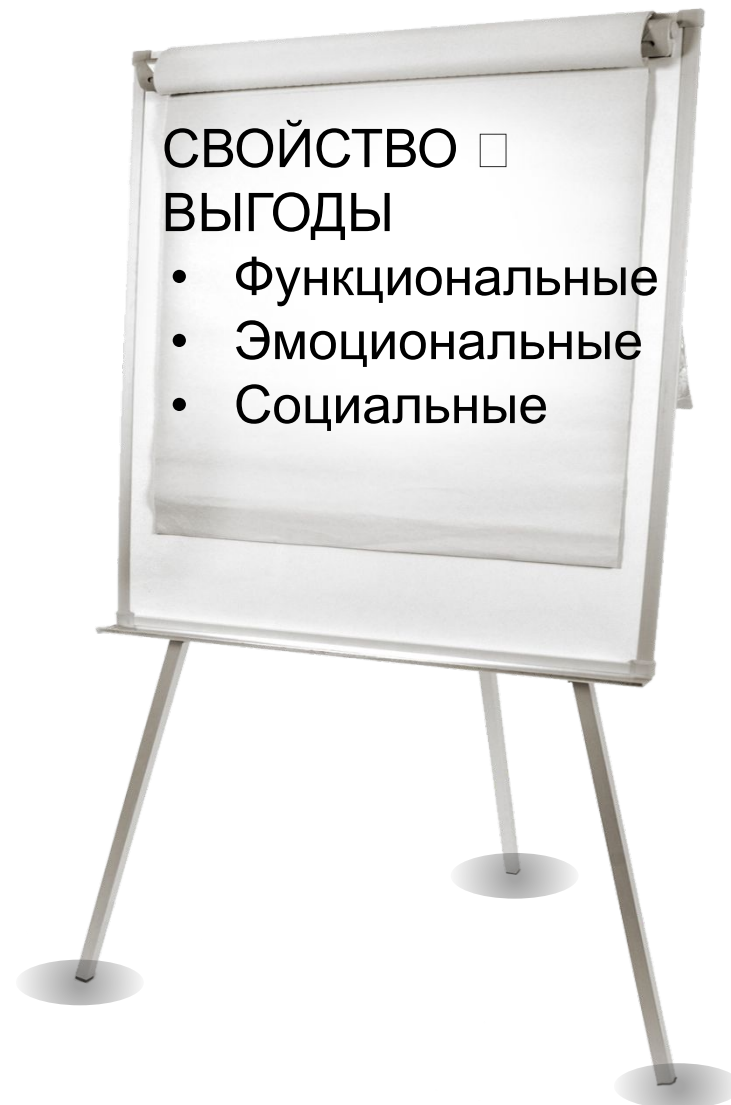 СВОЙСТВО □
ВЫГОДЫ
• Функциональные
• Эмоциональные
• Социальные